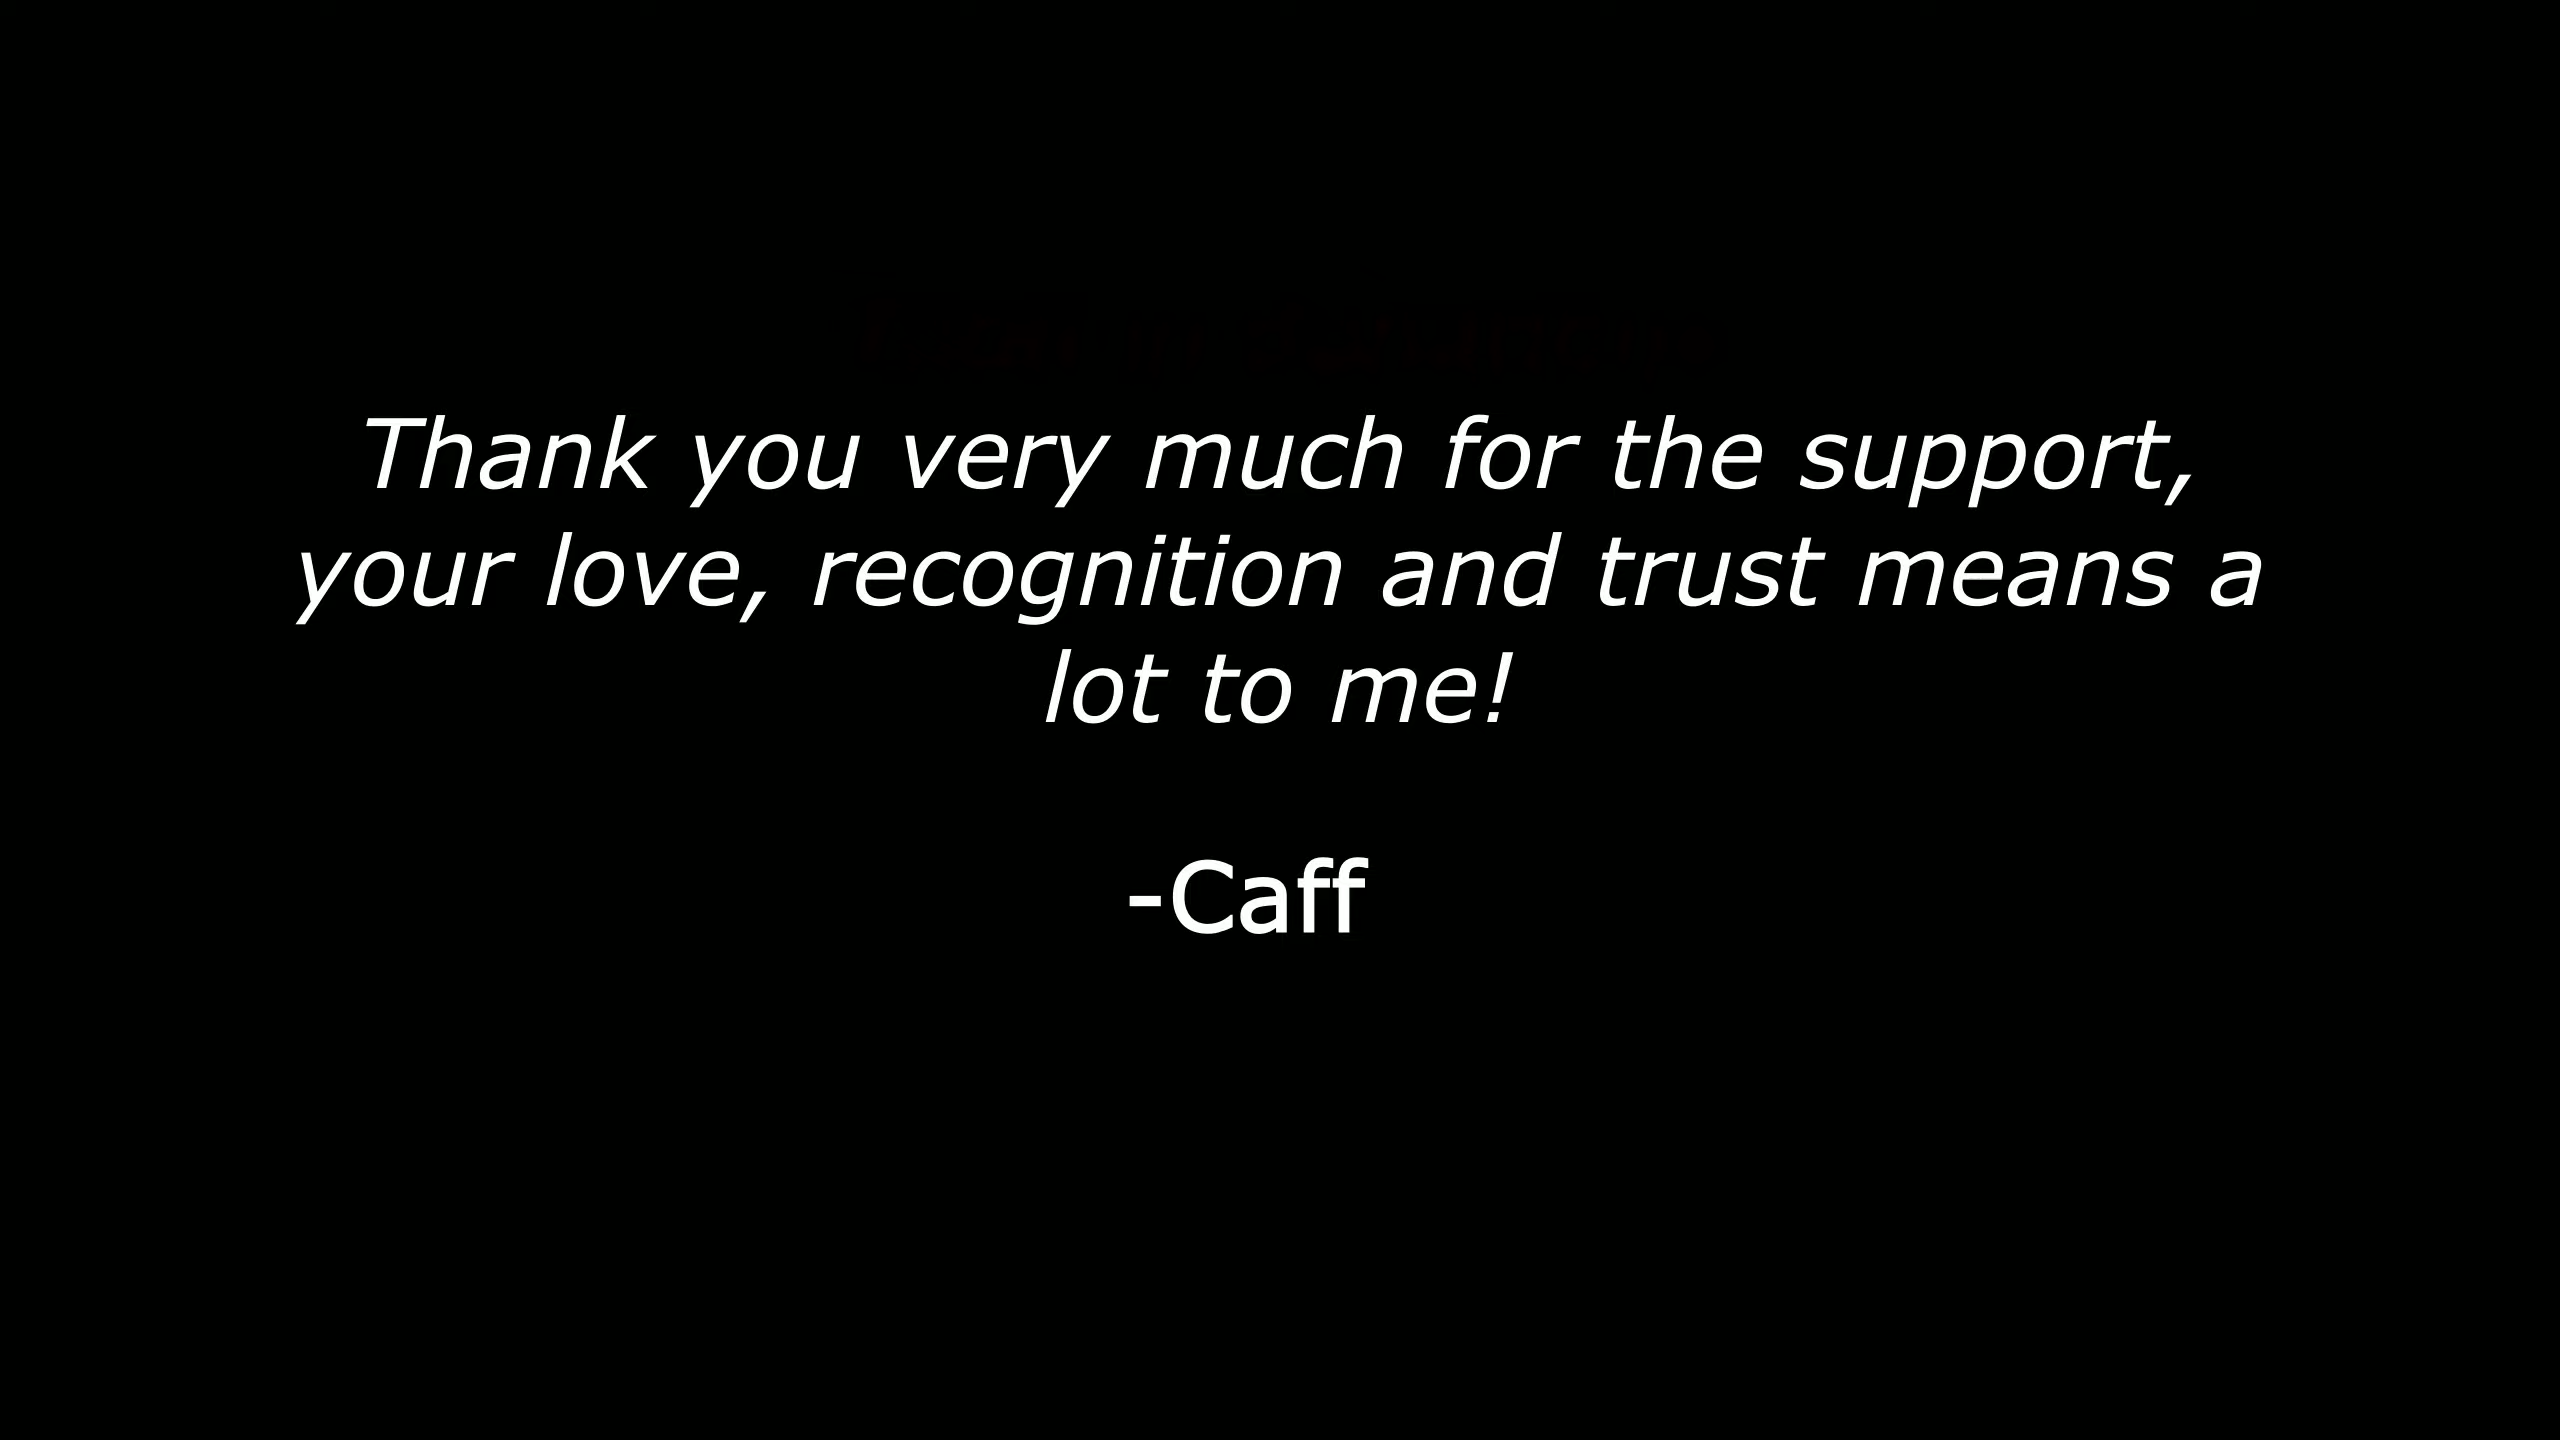 Thank you very much for the support,
your love, recognition and trust means a
lot to me!
-Caff